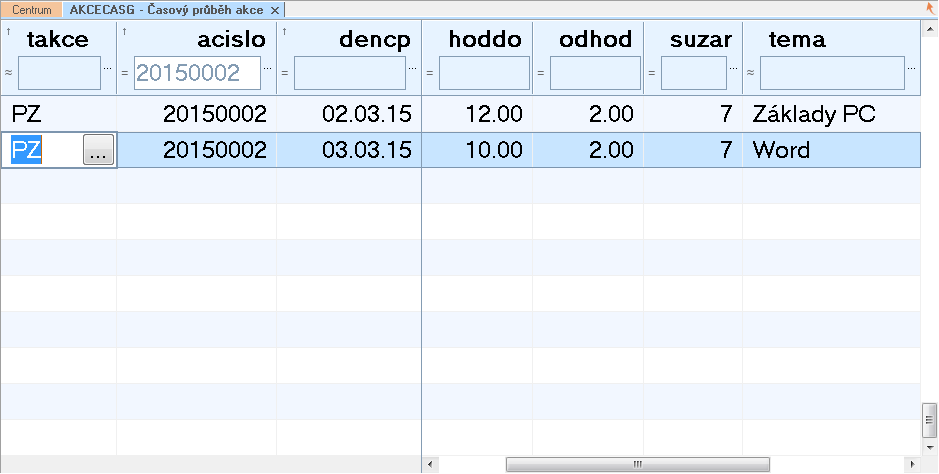 Centrum AKCECASG - Časový průběh akce ×
↑ takce ↑ acislo ↑ dencp hoddo odhod suzar tema
≈ ... = 20150002 ... = ... = = = ... ≈ ...
PZ 20150002 02.03.15 12.00 2.00 7 Základy PC
PZ ... 20150002 03.03.15 10.00 2.00 7 Word